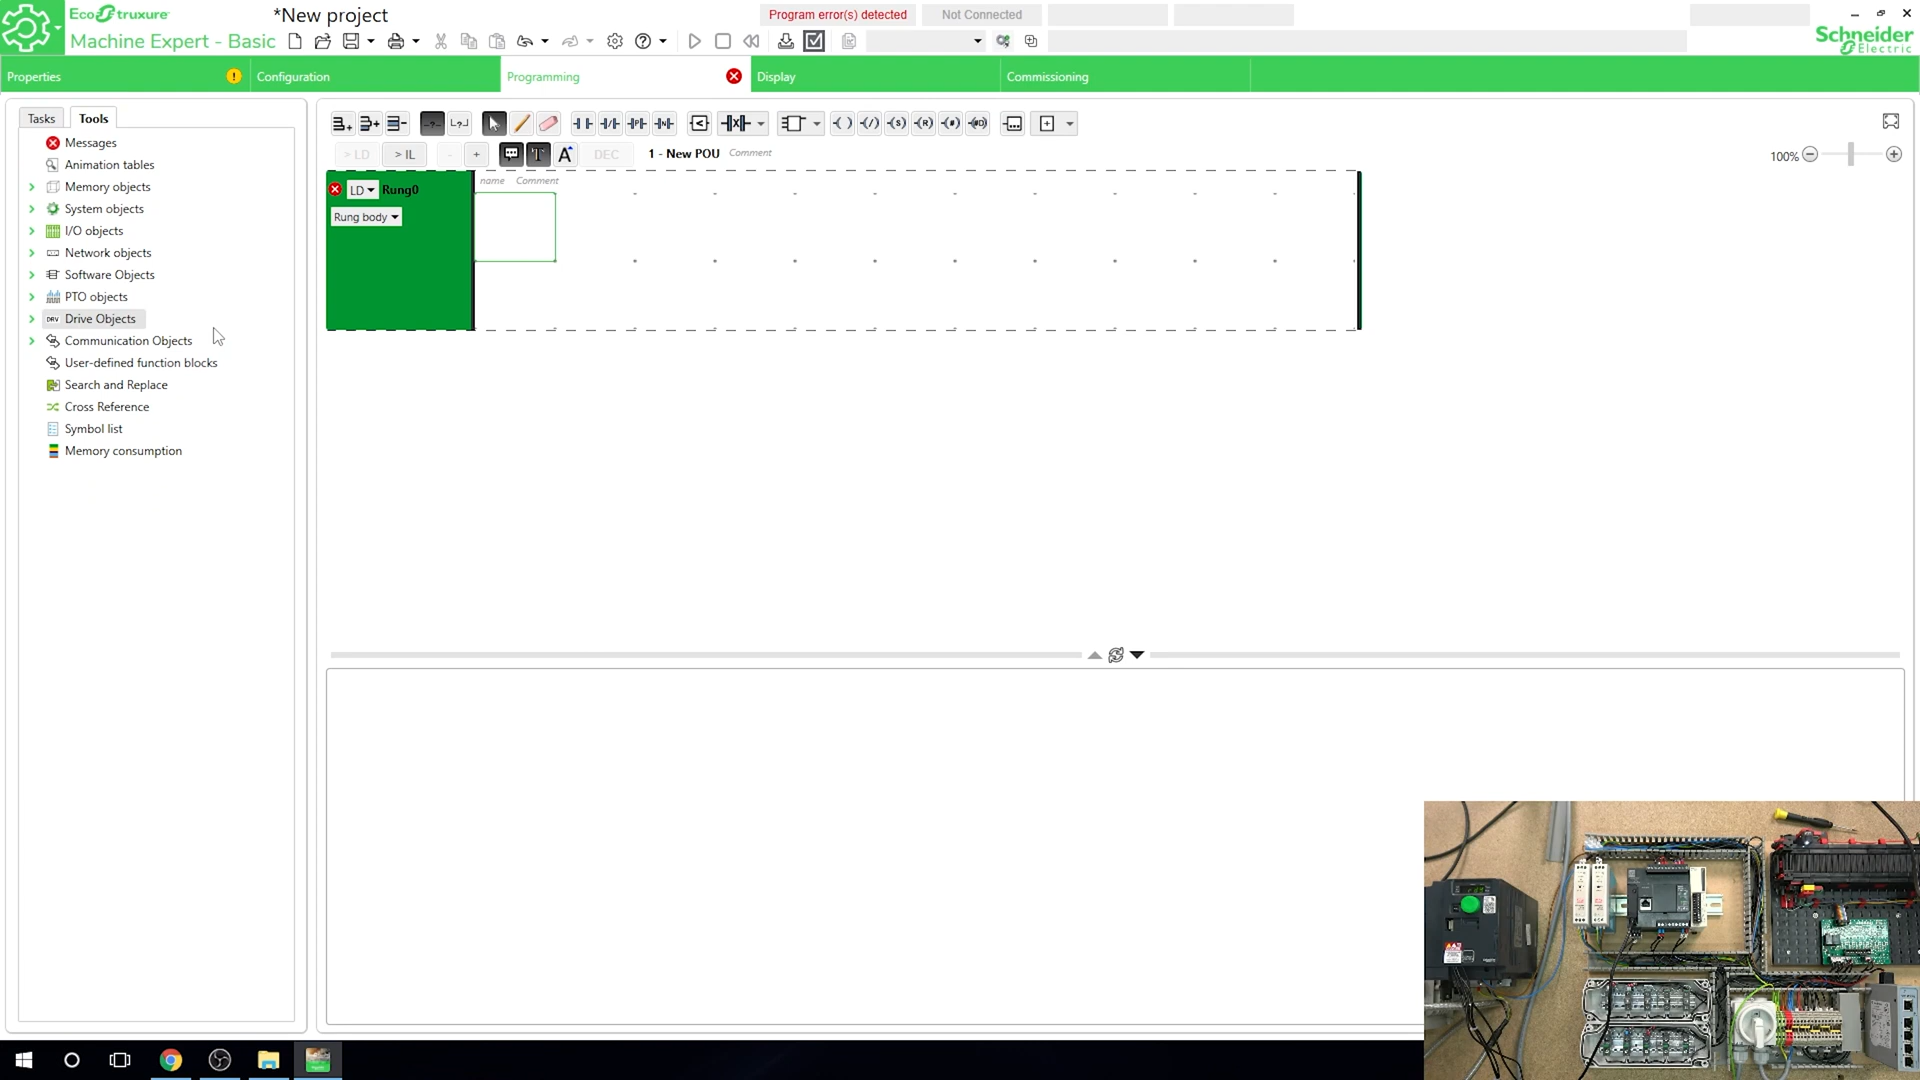 EcoStruxure
Machine Expert - Basic
*New project
Program error(s) detected
Not Connected
Schneider
Electric
Properties
Configuration
Programming
Display
Commissioning
Tasks
Tools
Messages
Animation tables
Memory objects
System objects
I/O objects
Network objects
Software Objects
PTO objects
DRV Drive Objects
Communication Objects
User-defined function blocks
Search and Replace
Cross Reference
Symbol list
Memory consumption
> LD
> IL
-
+
T
A
DEC
1 - New POU
Comment
100%
LD
Rung0
name Comment
Rung body